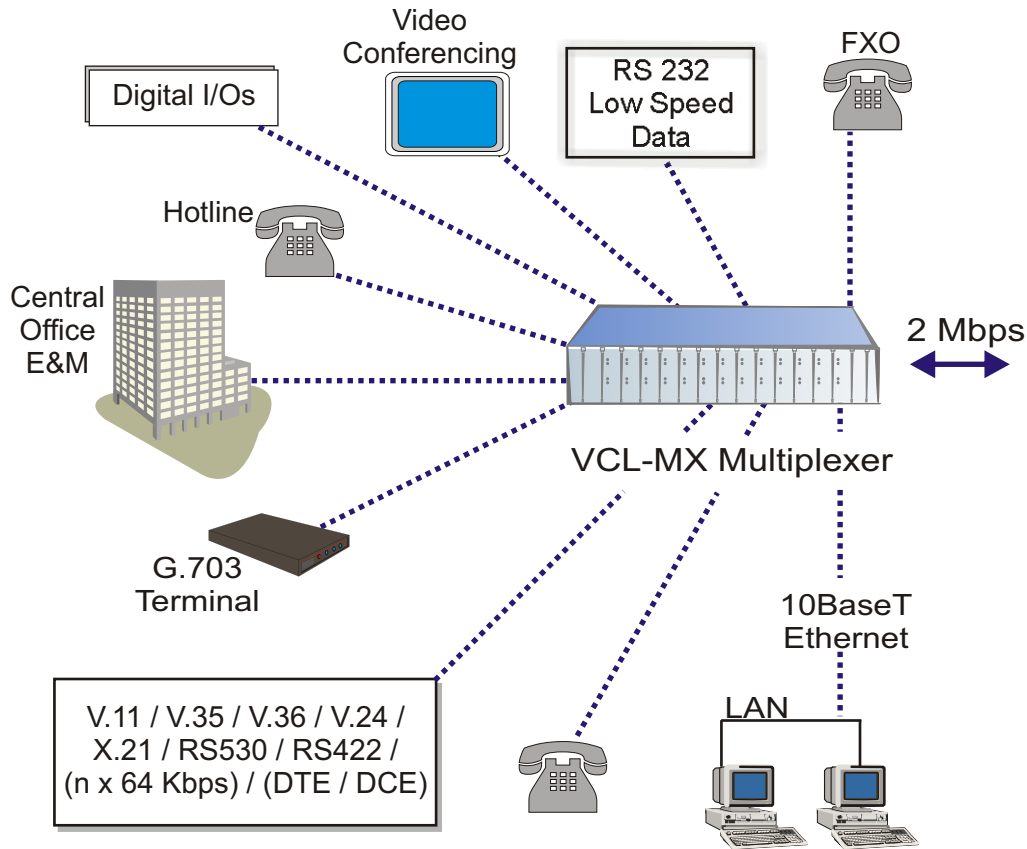 Video
Conferencing
FXO
Digital I/Os
RS 232
Low Speed
Data
Hotline
Central
Office
E&M
2 Mbps
VCL-MX Multiplexer
G.703
Terminal
10BaseT
Ethernet
V.11 / V.35 / V.36 / V.24 /
X.21 / RS530 / RS422 /
(n x 64 Kbps) / (DTE / DCE)
LAN